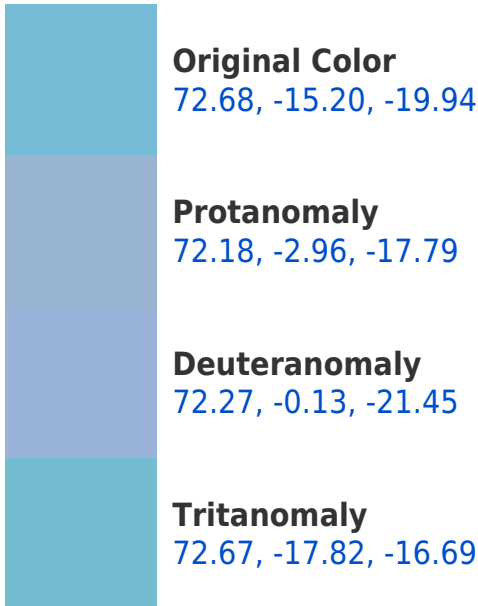 Original Color
72.68, -15.20, -19.94
Protanomaly
72.18, -2.96, -17.79
Deuteranomaly
72.27, -0.13, -21.45
Tritanomaly
72.67, -17.82, -16.69